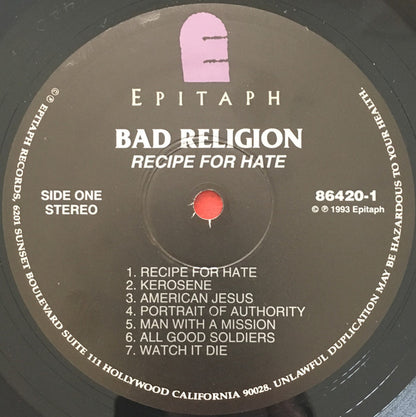 EPITAPH
BAD RELIGION
RECIPE FOR HATE
SIDE ONE
STEREO
86420-1
© ℗ 1993 Epitaph
1. RECIPE FOR HATE
2. KEROSENE
3. AMERICAN JESUS
4. PORTRAIT OF AUTHORITY
5. MAN WITH A MISSION
6. ALL GOOD SOLDIERS
7. WATCH IT DIE
℗© EPITAPH RECORDS, 6201 SUNSET BOULEVARD SUITE 111 HOLLYWOOD CALIFORNIA 90028. UNLAWFUL DUPLICATION MAY BE HAZARDOUS TO YOUR HEALTH.